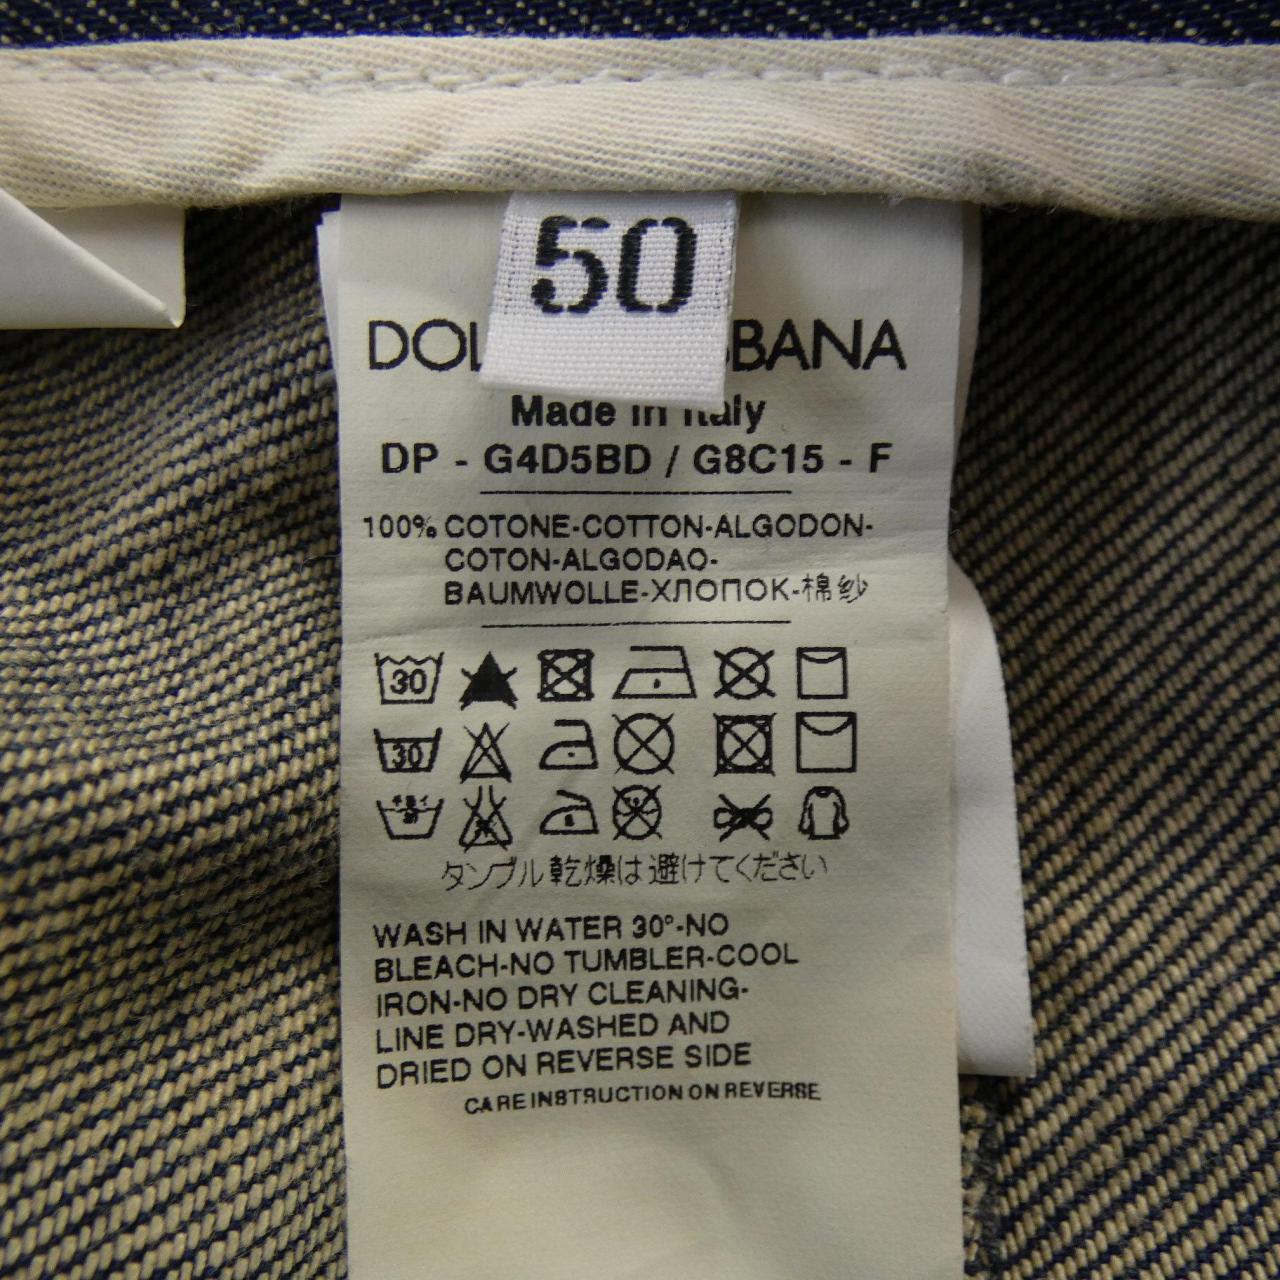 50
DOL BBANA
Made in Italy
DP - G4D5BD / G8C15 - F
100% COTONE-COTTON-ALGODON-
COTON-ALGODAO-
BAUMWOLLE-ХЛОПОК-棉紗
30
30
タンブル乾燥は避けてください
WASH IN WATER 30°-NO
BLEACH-NO TUMBLER-COOL
IRON-NO DRY CLEANING-
LINE DRY-WASHED AND
DRIED ON REVERSE SIDE
CARE INSTRUCTION ON REVERSE